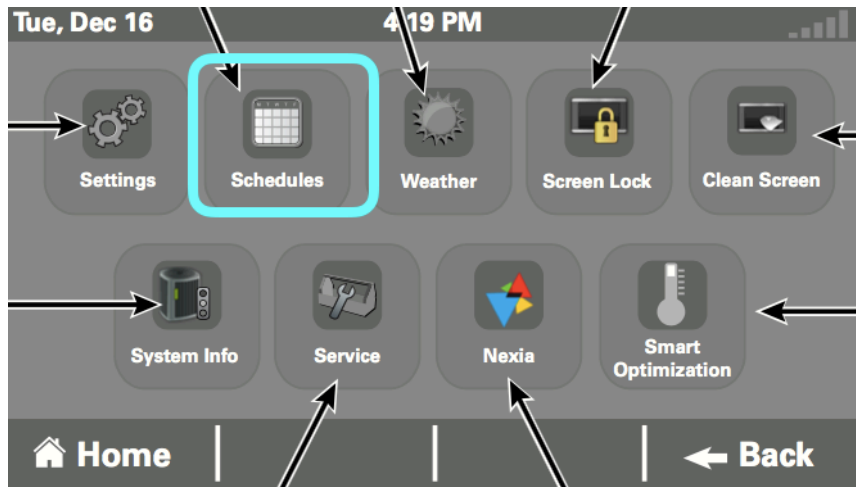 Tue, Dec 16 4:19 PM
Settings Schedules Weather Screen Lock Clean Screen
System Info Service Nexia Smart
Optimization
Home Back